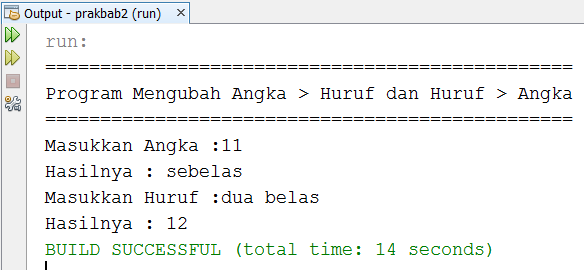 Output - prakbab2 (run) ×
run:
================================================
Program Mengubah Angka > Huruf dan Huruf > Angka
================================================
Masukkan Angka :11
Hasilnya : sebelas
Masukkan Huruf :dua belas
Hasilnya : 12
BUILD SUCCESSFUL (total time: 14 seconds)